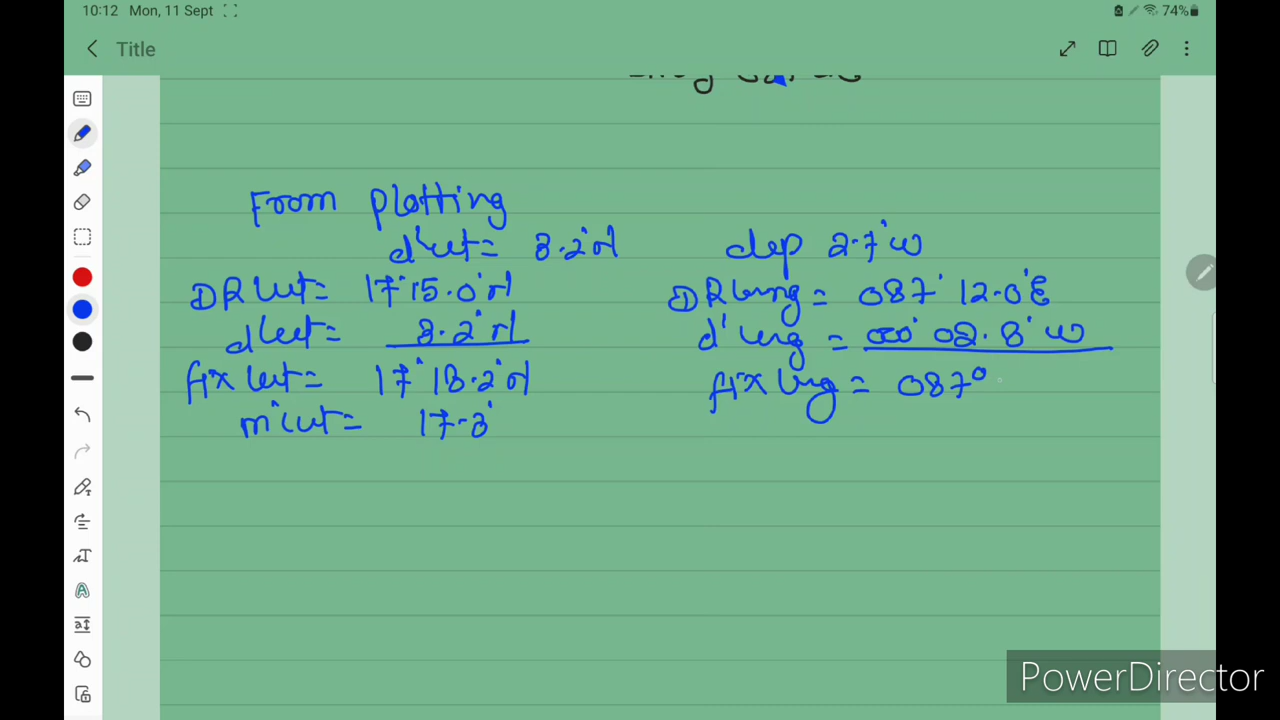 10:12 Mon, 11 Sept 74%
Title
From plotting
d'lat = 3.2' N dep 2.7' W
DR lat = 17° 15.0' N DR long = 087° 12.0' E
d'lat = 3.2' N d'long = 000° 02.8' W
fix lat = 17° 18.2' N fix long = 087°
m'lat = 17.3°
PowerDirector